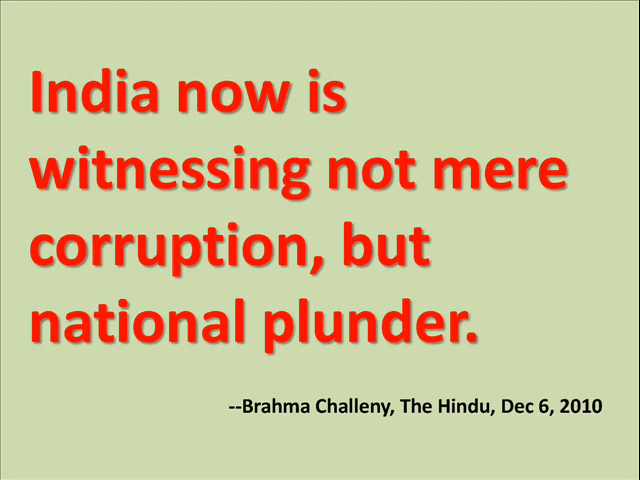 India now is
witnessing not mere
corruption, but
national plunder.
--Brahma Challeny, The Hindu, Dec 6, 2010